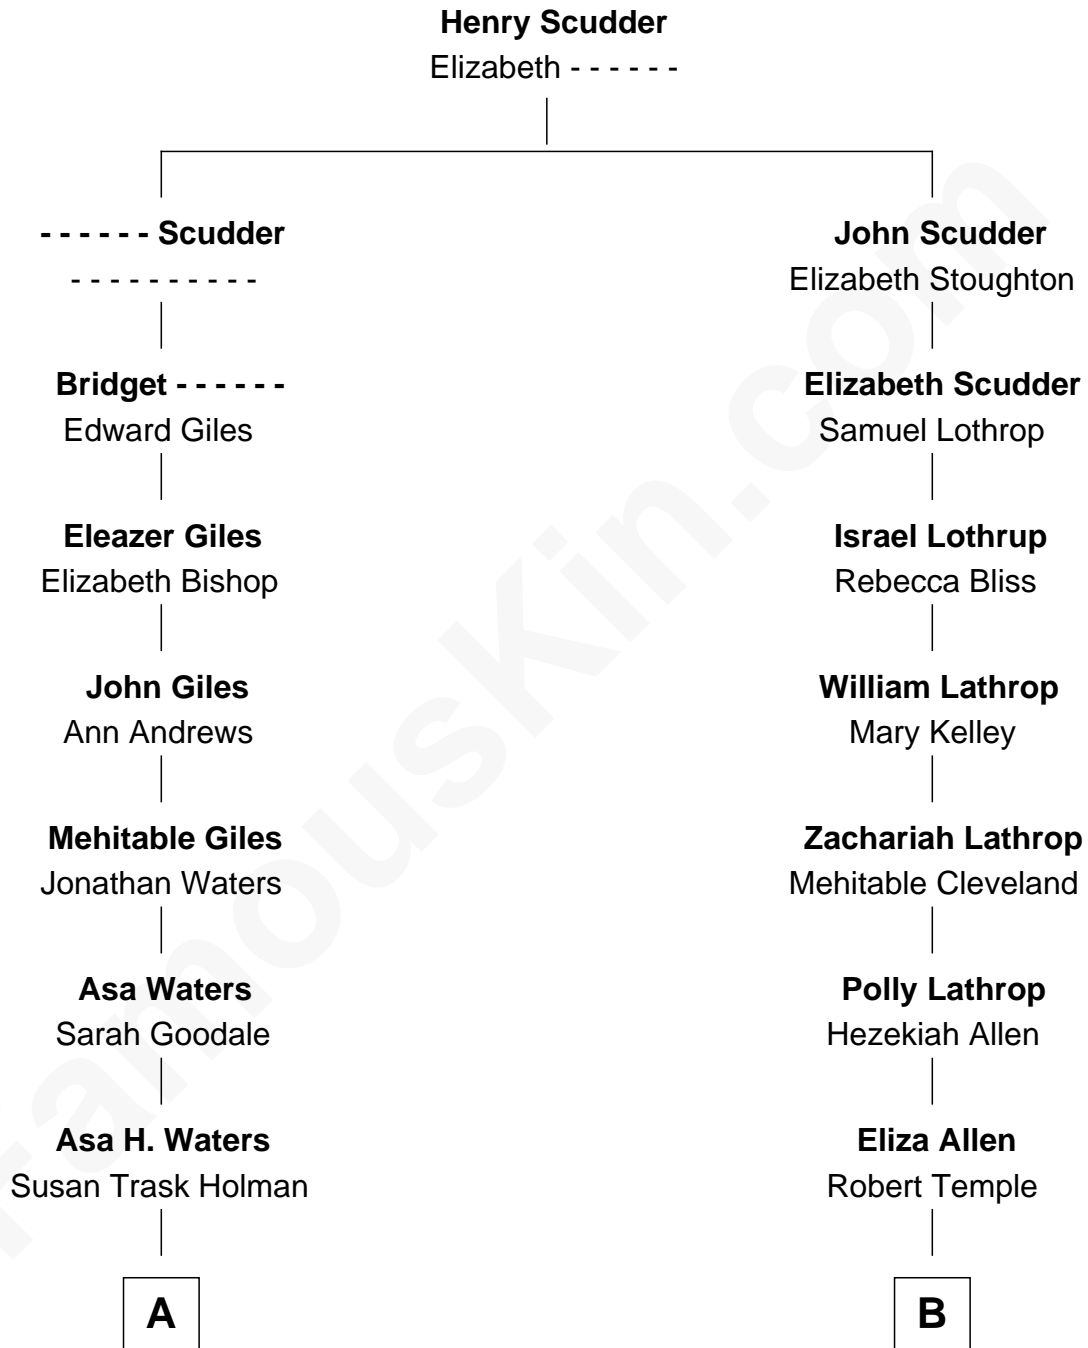 Henry Scudder
Elizabeth - - - - - -
- - - - - - Scudder
- - - - - - - - - -
Bridget - - - - - -
Edward Giles
Eleazer Giles
Elizabeth Bishop
John Giles
Ann Andrews
Mehitable Giles
Jonathan Waters
Asa Waters
Sarah Goodale
Asa H. Waters
Susan Trask Holman
A
John Scudder
Elizabeth Stoughton
Elizabeth Scudder
Samuel Lothrop
Israel Lothrup
Rebecca Bliss
William Lathrop
Mary Kelley
Zachariah Lathrop
Mehitable Cleveland
Polly Lathrop
Hezekiah Allen
Eliza Allen
Robert Temple
B
FamousKin.com